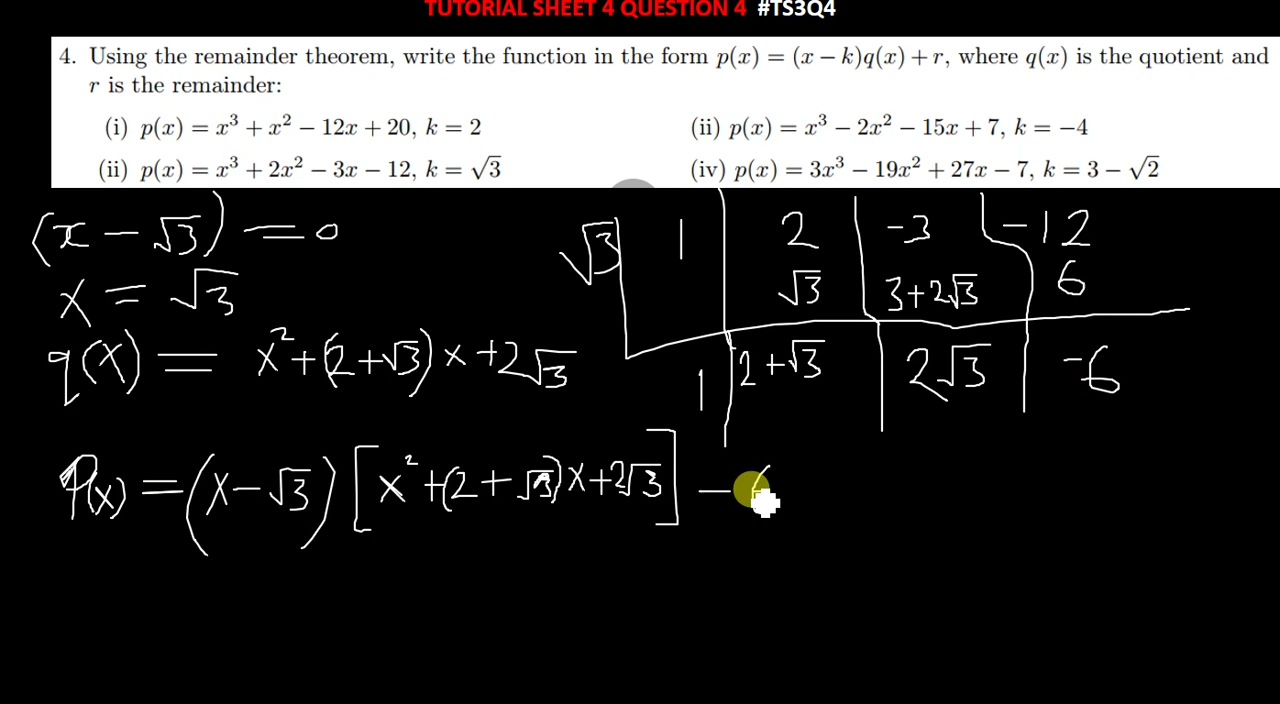 TUTORIAL SHEET 4 QUESTION 4 #TS3Q4
4. Using the remainder theorem, write the function in the form p(x) = (x − k)q(x) + r, where q(x) is the quotient and
r is the remainder:
(i) p(x) = x³ + x² − 12x + 20, k = 2
(ii) p(x) = x³ − 2x² − 15x + 7, k = −4
(ii) p(x) = x³ + 2x² − 3x − 12, k = √3
(iv) p(x) = 3x³ − 19x² + 27x − 7, k = 3 − √2
(x − √3) = 0
x = √3
q(x) = x² + (2 + √3)x + 2√3
√3 1 2 −3 −12
√3 3+2√3 6
1 2+√3 2√3 −6
P(x) = (x − √3) [x² + (2 + √3)x + 2√3] −